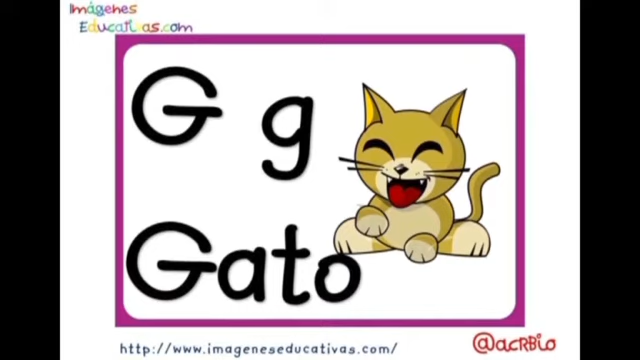 Imágenes
Educativas.com
G g
Gato
http://www.imageneseducativas.com/
@acrbio